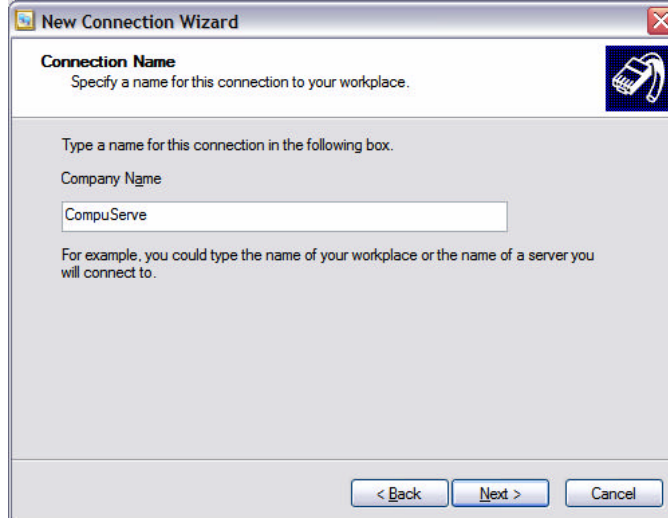 New Connection Wizard
Connection Name
Specify a name for this connection to your workplace.
Type a name for this connection in the following box.
Company Name
CompuServe
For example, you could type the name of your workplace or the name of a server you
will connect to.
< Back Next > Cancel